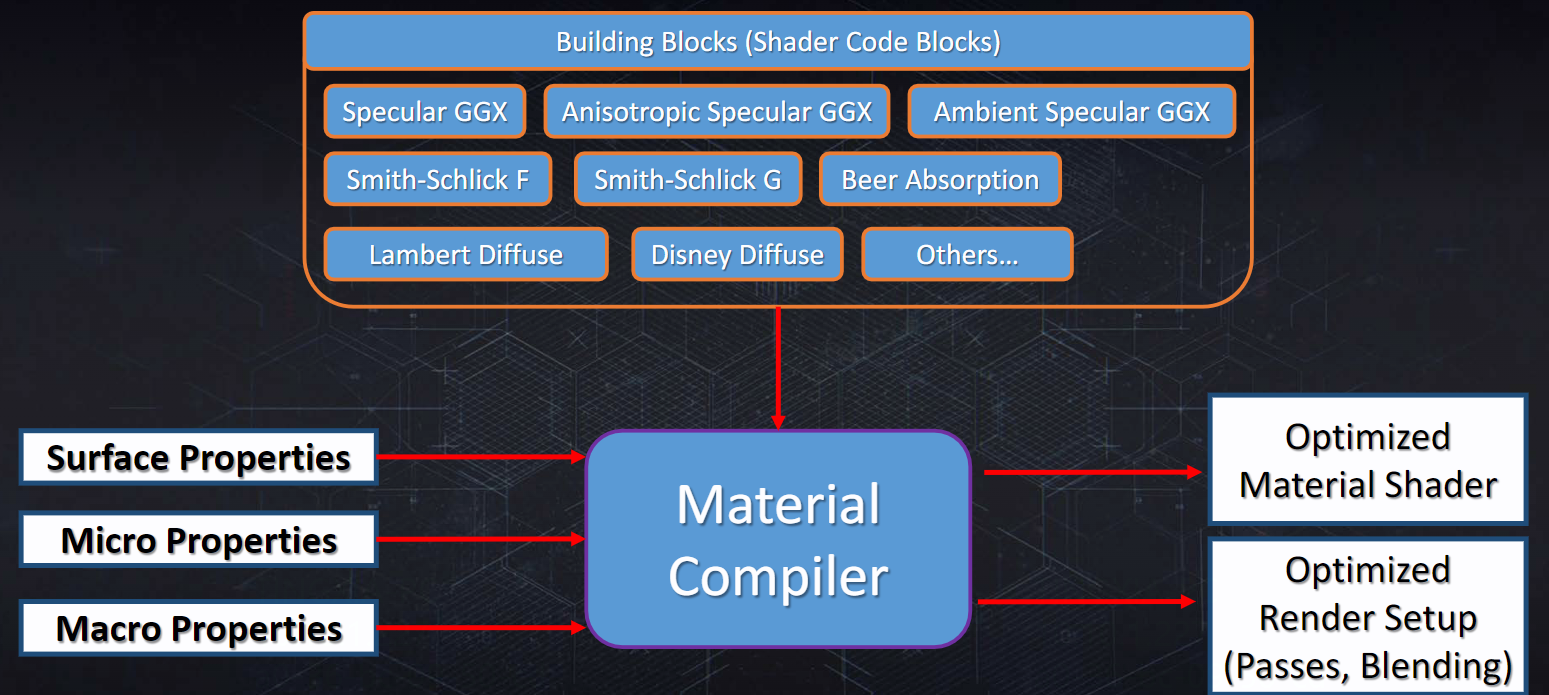 Building Blocks (Shader Code Blocks)
Specular GGX
Anisotropic Specular GGX
Ambient Specular GGX
Smith-Schlick F
Smith-Schlick G
Beer Absorption
Lambert Diffuse
Disney Diffuse
Others...
Surface Properties
Micro Properties
Macro Properties
Material
Compiler
Optimized
Material Shader
Optimized
Render Setup
(Passes, Blending)